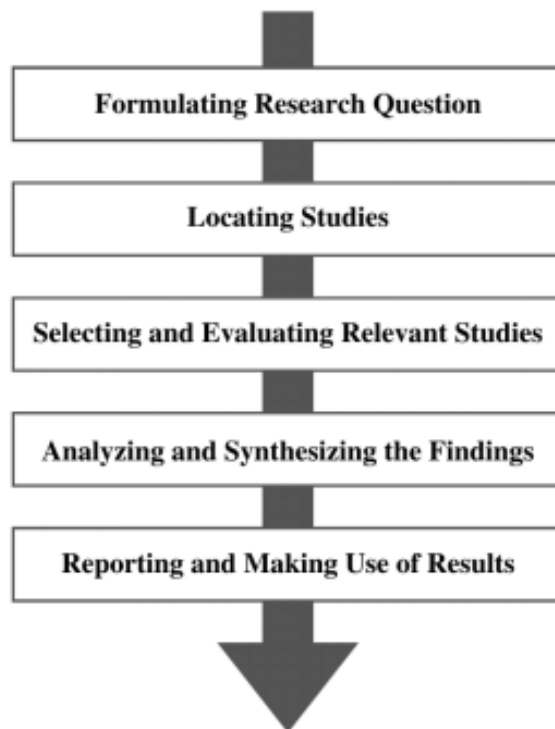 Formulating Research Question
Locating Studies
Selecting and Evaluating Relevant Studies
Analyzing and Synthesizing the Findings
Reporting and Making Use of Results